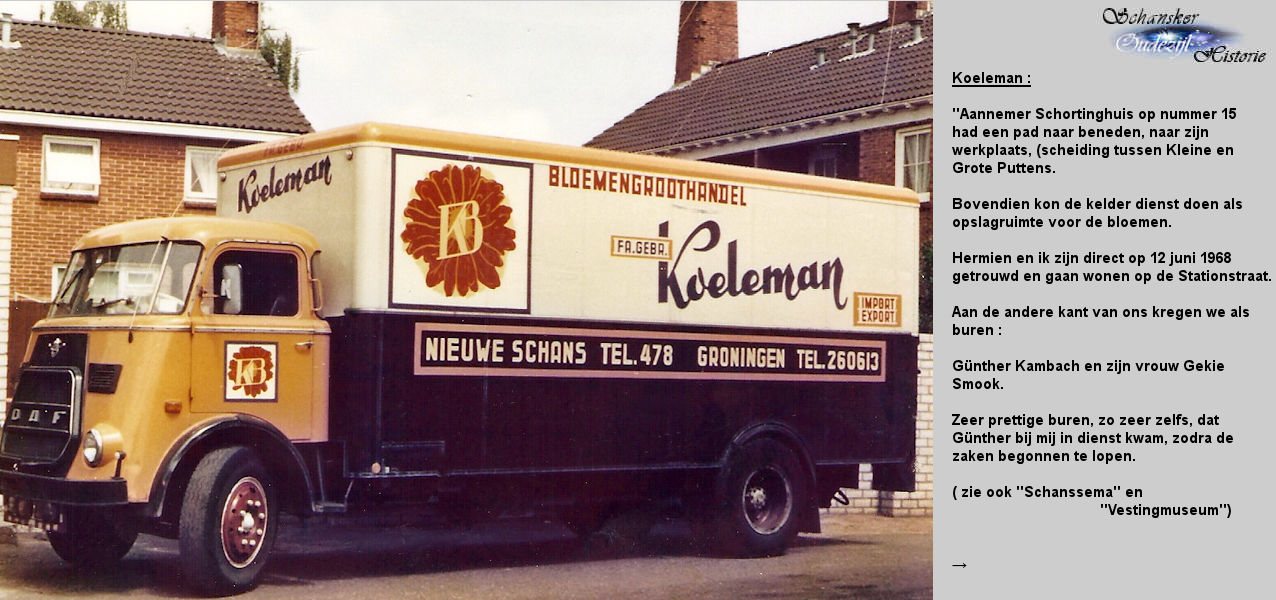 Koeleman
BLOEMENGROOTHANDEL
KB
FA. GEBR.
Koeleman
IMPORT
EXPORT.
NIEUWE SCHANS TEL. 478 GRONINGEN TEL. 260613
KB
DAF
Schansker
Oudezijl
Historie
Koeleman :
"Aannemer Schortinghuis op nummer 15
had een pad naar beneden, naar zijn
werkplaats, (scheiding tussen Kleine en
Grote Puttens.
Bovendien kon de kelder dienst doen als
opslagruimte voor de bloemen.
Hermien en ik zijn direct op 12 juni 1968
getrouwd en gaan wonen op de Stationstraat.
Aan de andere kant van ons kregen we als
buren :
Günther Kambach en zijn vrouw Gekie
Smook.
Zeer prettige buren, zo zeer zelfs, dat
Günther bij mij in dienst kwam, zodra de
zaken begonnen te lopen.
( zie ook "Schanssema" en
"Vestingmuseum")
→